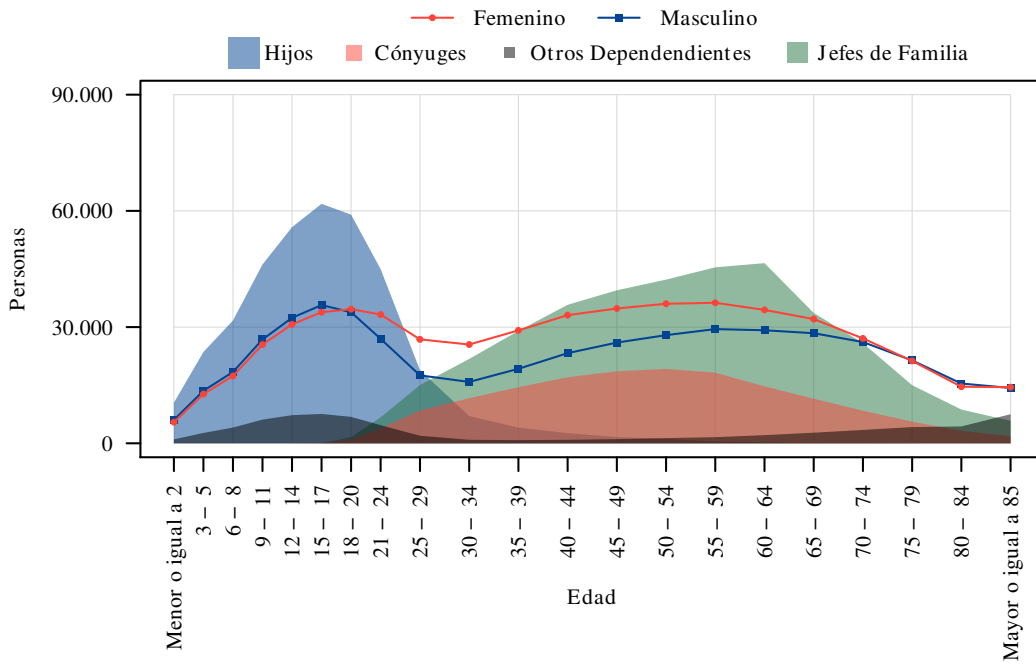 Femenino Masculino
Hijos Cónyuges Otros Dependendientes Jefes de Familia
90.000
60.000
30.000
0
Personas
Menor o igual a 2
3 – 5
6 – 8
9 – 11
12 – 14
15 – 17
18 – 20
21 – 24
25 – 29
30 – 34
35 – 39
40 – 44
45 – 49
50 – 54
55 – 59
60 – 64
65 – 69
70 – 74
75 – 79
80 – 84
Mayor o igual a 85
Edad